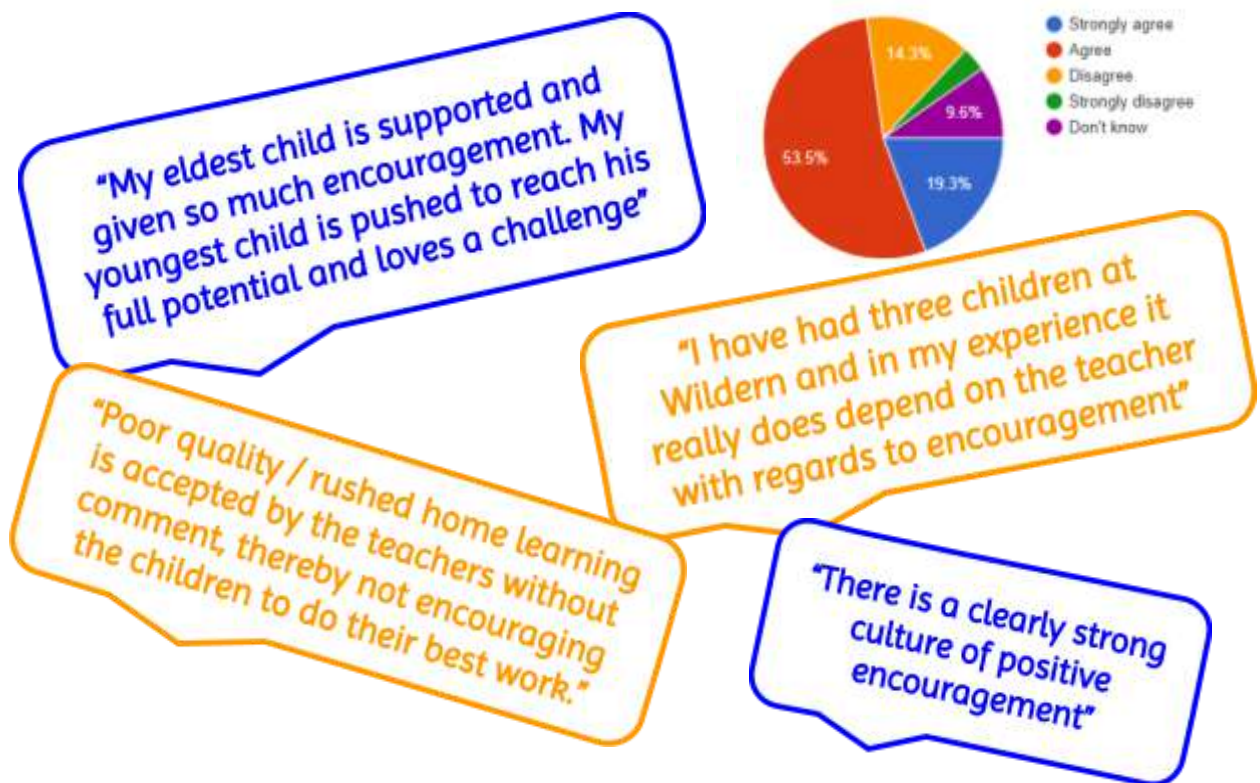 "My eldest child is supported and
given so much encouragement. My
youngest child is pushed to reach his
full potential and loves a challenge"
14.3%
9.6%
53.5%
19.3%
Strongly agree
Agree
Disagree
Strongly disagree
Don't know
"I have had three children at
Wildern and in my experience it
really does depend on the teacher
with regards to encouragement"
"Poor quality / rushed home learning
is accepted by the teachers without
comment, thereby not encouraging
the children to do their best work."
"There is a clearly strong
culture of positive
encouragement"